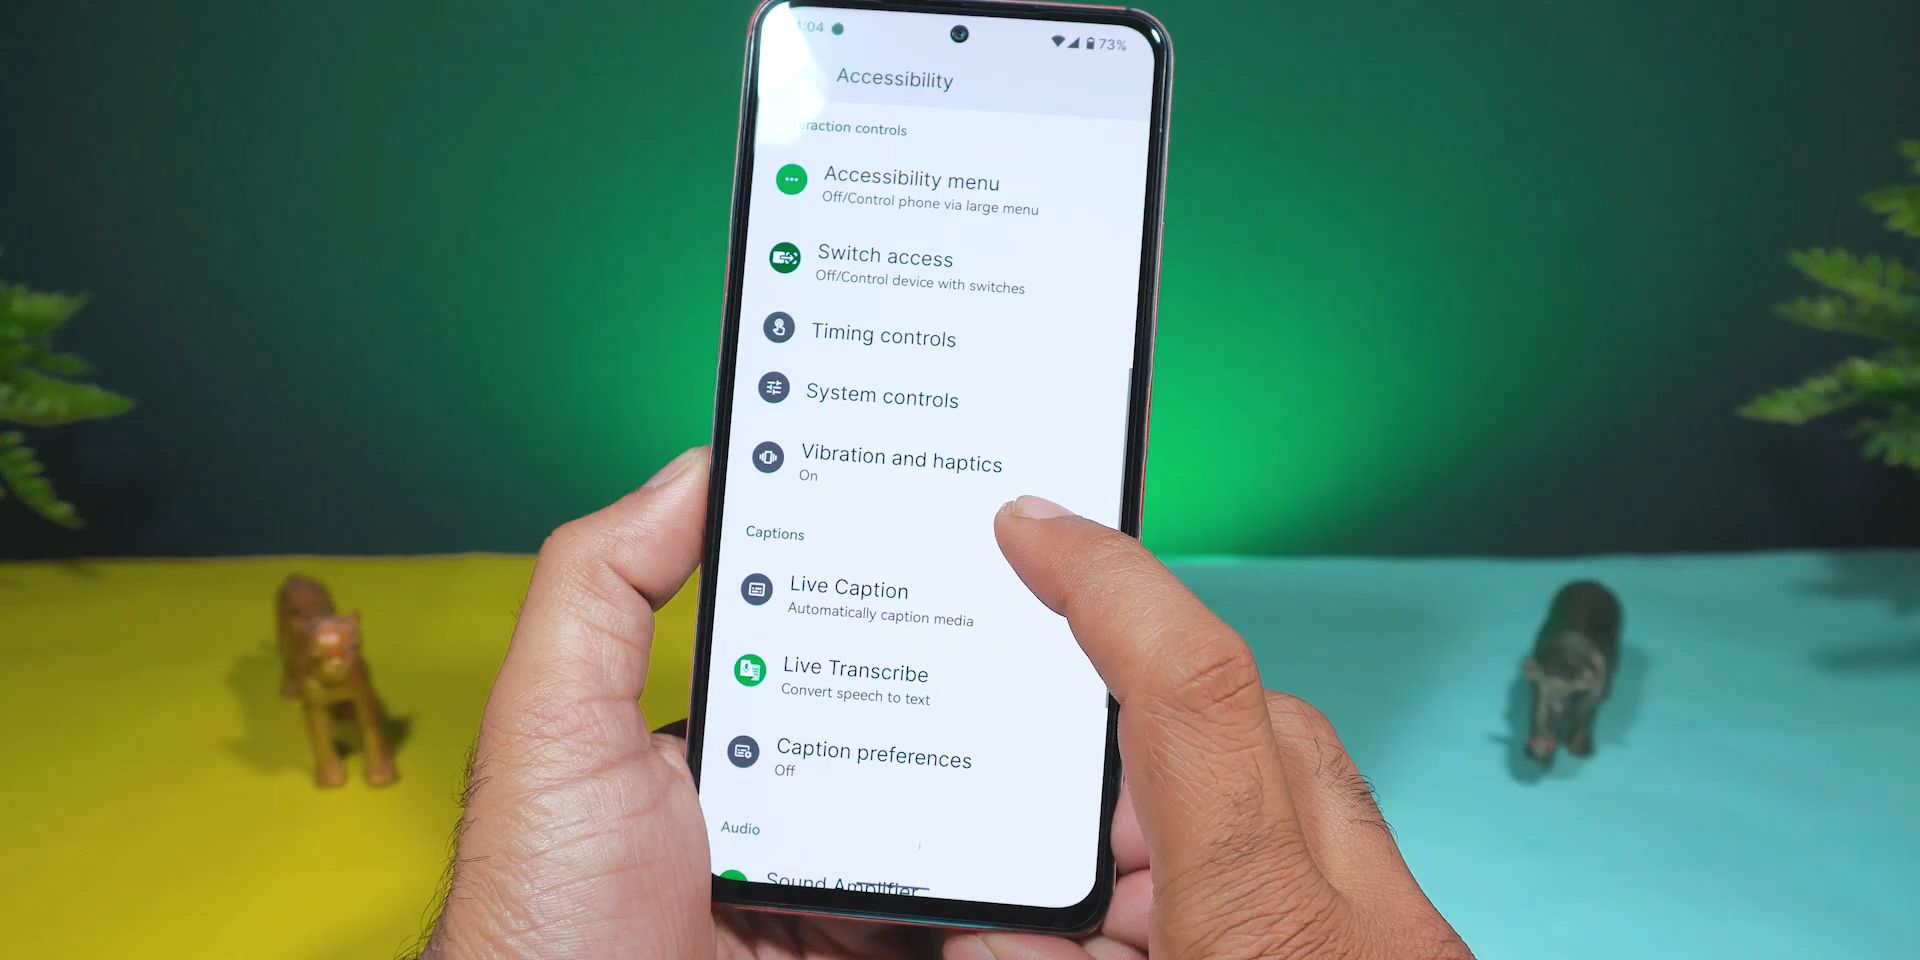 :04 73%
Accessibility
eraction controls
Accessibility menu
Off/Control phone via large menu
Switch access
Off/Control device with switches
Timing controls
System controls
Vibration and haptics
On
Captions
Live Caption
Automatically caption media
Live Transcribe
Convert speech to text
Caption preferences
Off
Audio
Sound Amplifier